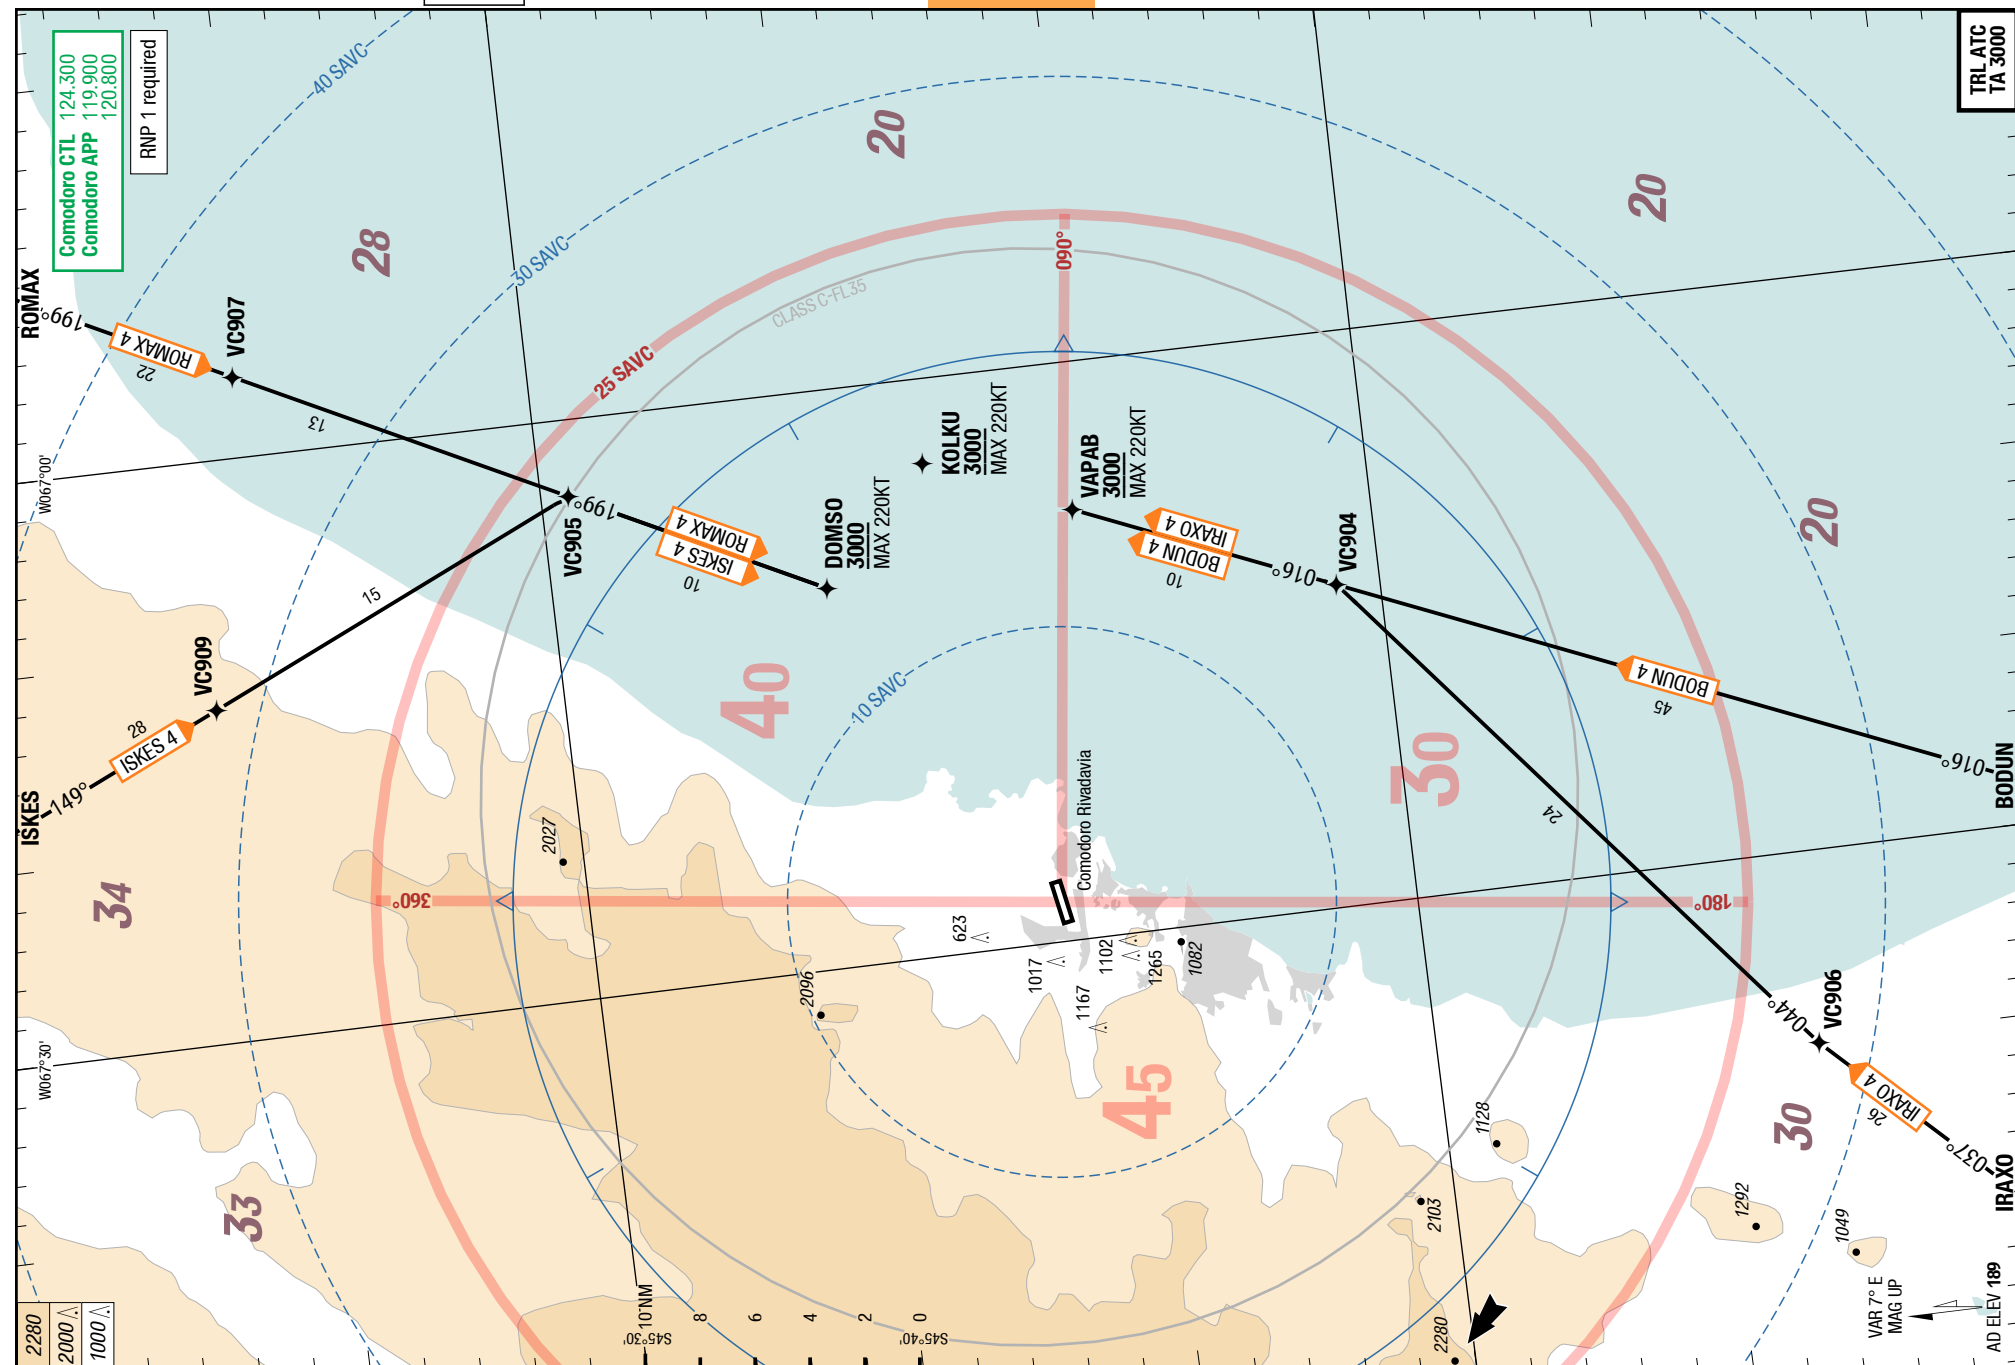 Comodoro CTL 124.300
Comodoro APP 119.900
120.800
RNP 1 required
TRL ATC
TA 3000
40 SAVC
30 SAVC
25 SAVC
10 SAVC
CLASS C-FL35
28
20
20
20
34
33
30
40
30
45
ROMAX
199°
ROMAX 4
22
VC907
13
W067°00'
VC905
199°
ROMAX 4
ISKES 4
10
DOMSO
3000
MAX 220KT
KOLKU
3000
MAX 220KT
VAPAB
3000
MAX 220KT
IRAXO 4
BODUN 4
10
016°
VC904
BODUN 4
45
016°
BODUN
ISKES
149°
ISKES 4
28
VC909
15
090°
360°
180°
Comodoro Rivadavia
2027
2096
623
1017
1102
1167
1265
1082
24
044°
VC906
IRAXO 4
26
037°
IRAXO
W067°30'
1128
2103
1292
1049
2280
10 NM
8
6
4
2
0
S45°30'
S45°40'
2280
2000
1000
VAR 7° E
MAG UP
AD ELEV 189